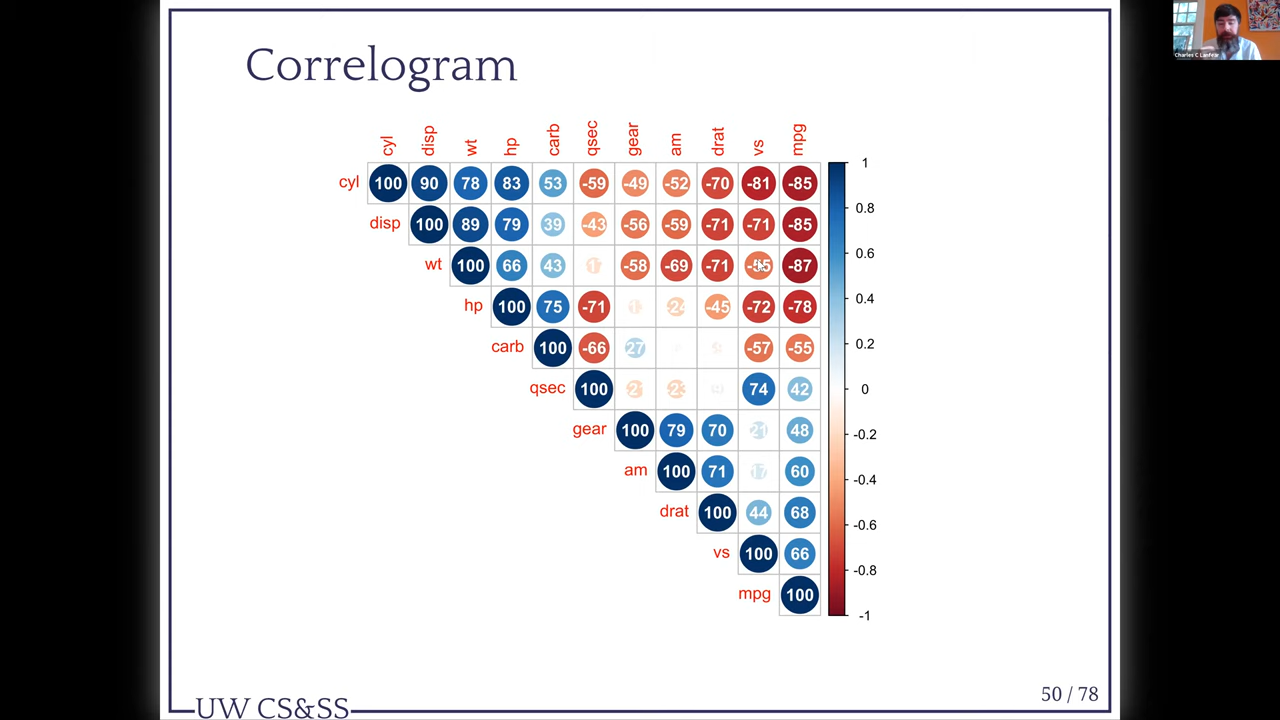 Charles C Lanfear
Correlogram
cyl disp wt hp carb qsec gear am drat vs mpg
cyl 100 90 78 83 53 -59 -49 -52 -70 -81 -85 1
disp 100 89 79 39 -43 -56 -59 -71 -71 -85 0.8
wt 100 66 43 -58 -69 -71 -87 0.6
hp 100 75 -71 -24 -45 -72 -78 0.4
carb 100 -66 27 -57 -55 0.2
qsec 100 74 42 0
gear 100 79 70 21 48 -0.2
am 100 71 17 60 -0.4
drat 100 44 68 -0.6
vs 100 66 -0.8
mpg 100 -1
50 / 78
UW CS&SS